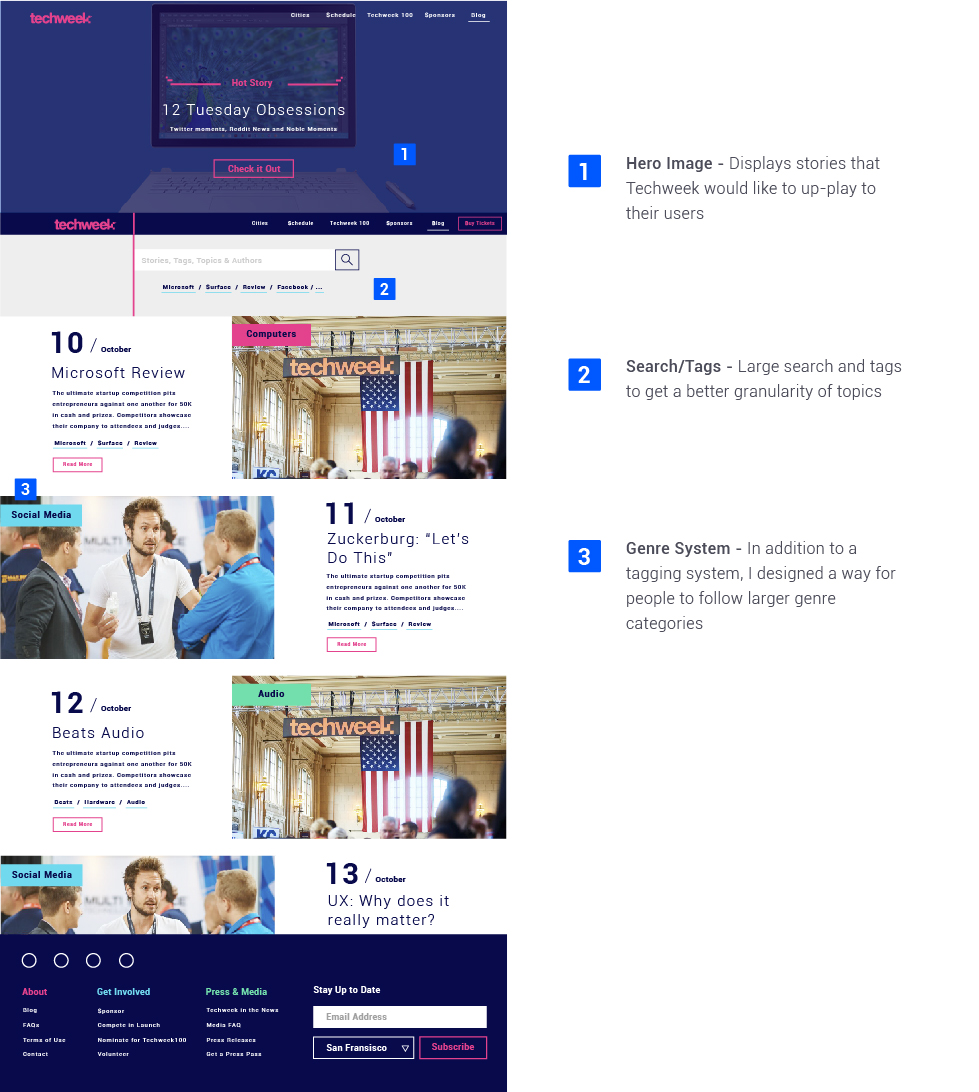 techweek
Cities Schedule Techweek 100 Sponsors Blog
Hot Story
12 Tuesday Obsessions
Twitter moments, Reddit News and Noble Moments
1
Check it Out
techweek
Cities Schedule Techweek 100 Sponsors Blog Buy Tickets
Stories, Tags, Topics & Authors
Microsoft / Surface / Review / Facebook / ...
2
10 / October
Microsoft Review
The ultimate startup competition pits
entrepreneurs against one another for 50K
in cash and prizes. Competitors showcase
their company to attendees and judges....
Microsoft / Surface / Review
Read More
Computers
techweek
KC
3
Social Media
MULTI
11 / October
Zuckerburg: “Let’s
Do This”
The ultimate startup competition pits
entrepreneurs against one another for 50K
in cash and prizes. Competitors showcase
their company to attendees and judges....
Microsoft / Surface / Review
Read More
12 / October
Beats Audio
The ultimate startup competition pits
entrepreneurs against one another for 50K
in cash and prizes. Competitors showcase
their company to attendees and judges....
Beats / Hardware / Audio
Read More
Audio
techweek
KC
Social Media
MULTI
13 / October
UX: Why does it
really matter?
About
Blog
FAQs
Terms of Use
Contact
Get Involved
Sponsor
Compete in Launch
Nominate for Techweek100
Volunteer
Press & Media
Techweek in the News
Media FAQ
Press Releases
Get a Press Pass
Stay Up to Date
Email Address
San Fransisco
Subscribe
1
Hero Image - Displays stories that
Techweek would like to up-play to
their users
2
Search/Tags - Large search and tags
to get a better granularity of topics
3
Genre System - In addition to a
tagging system, I designed a way for
people to follow larger genre
categories